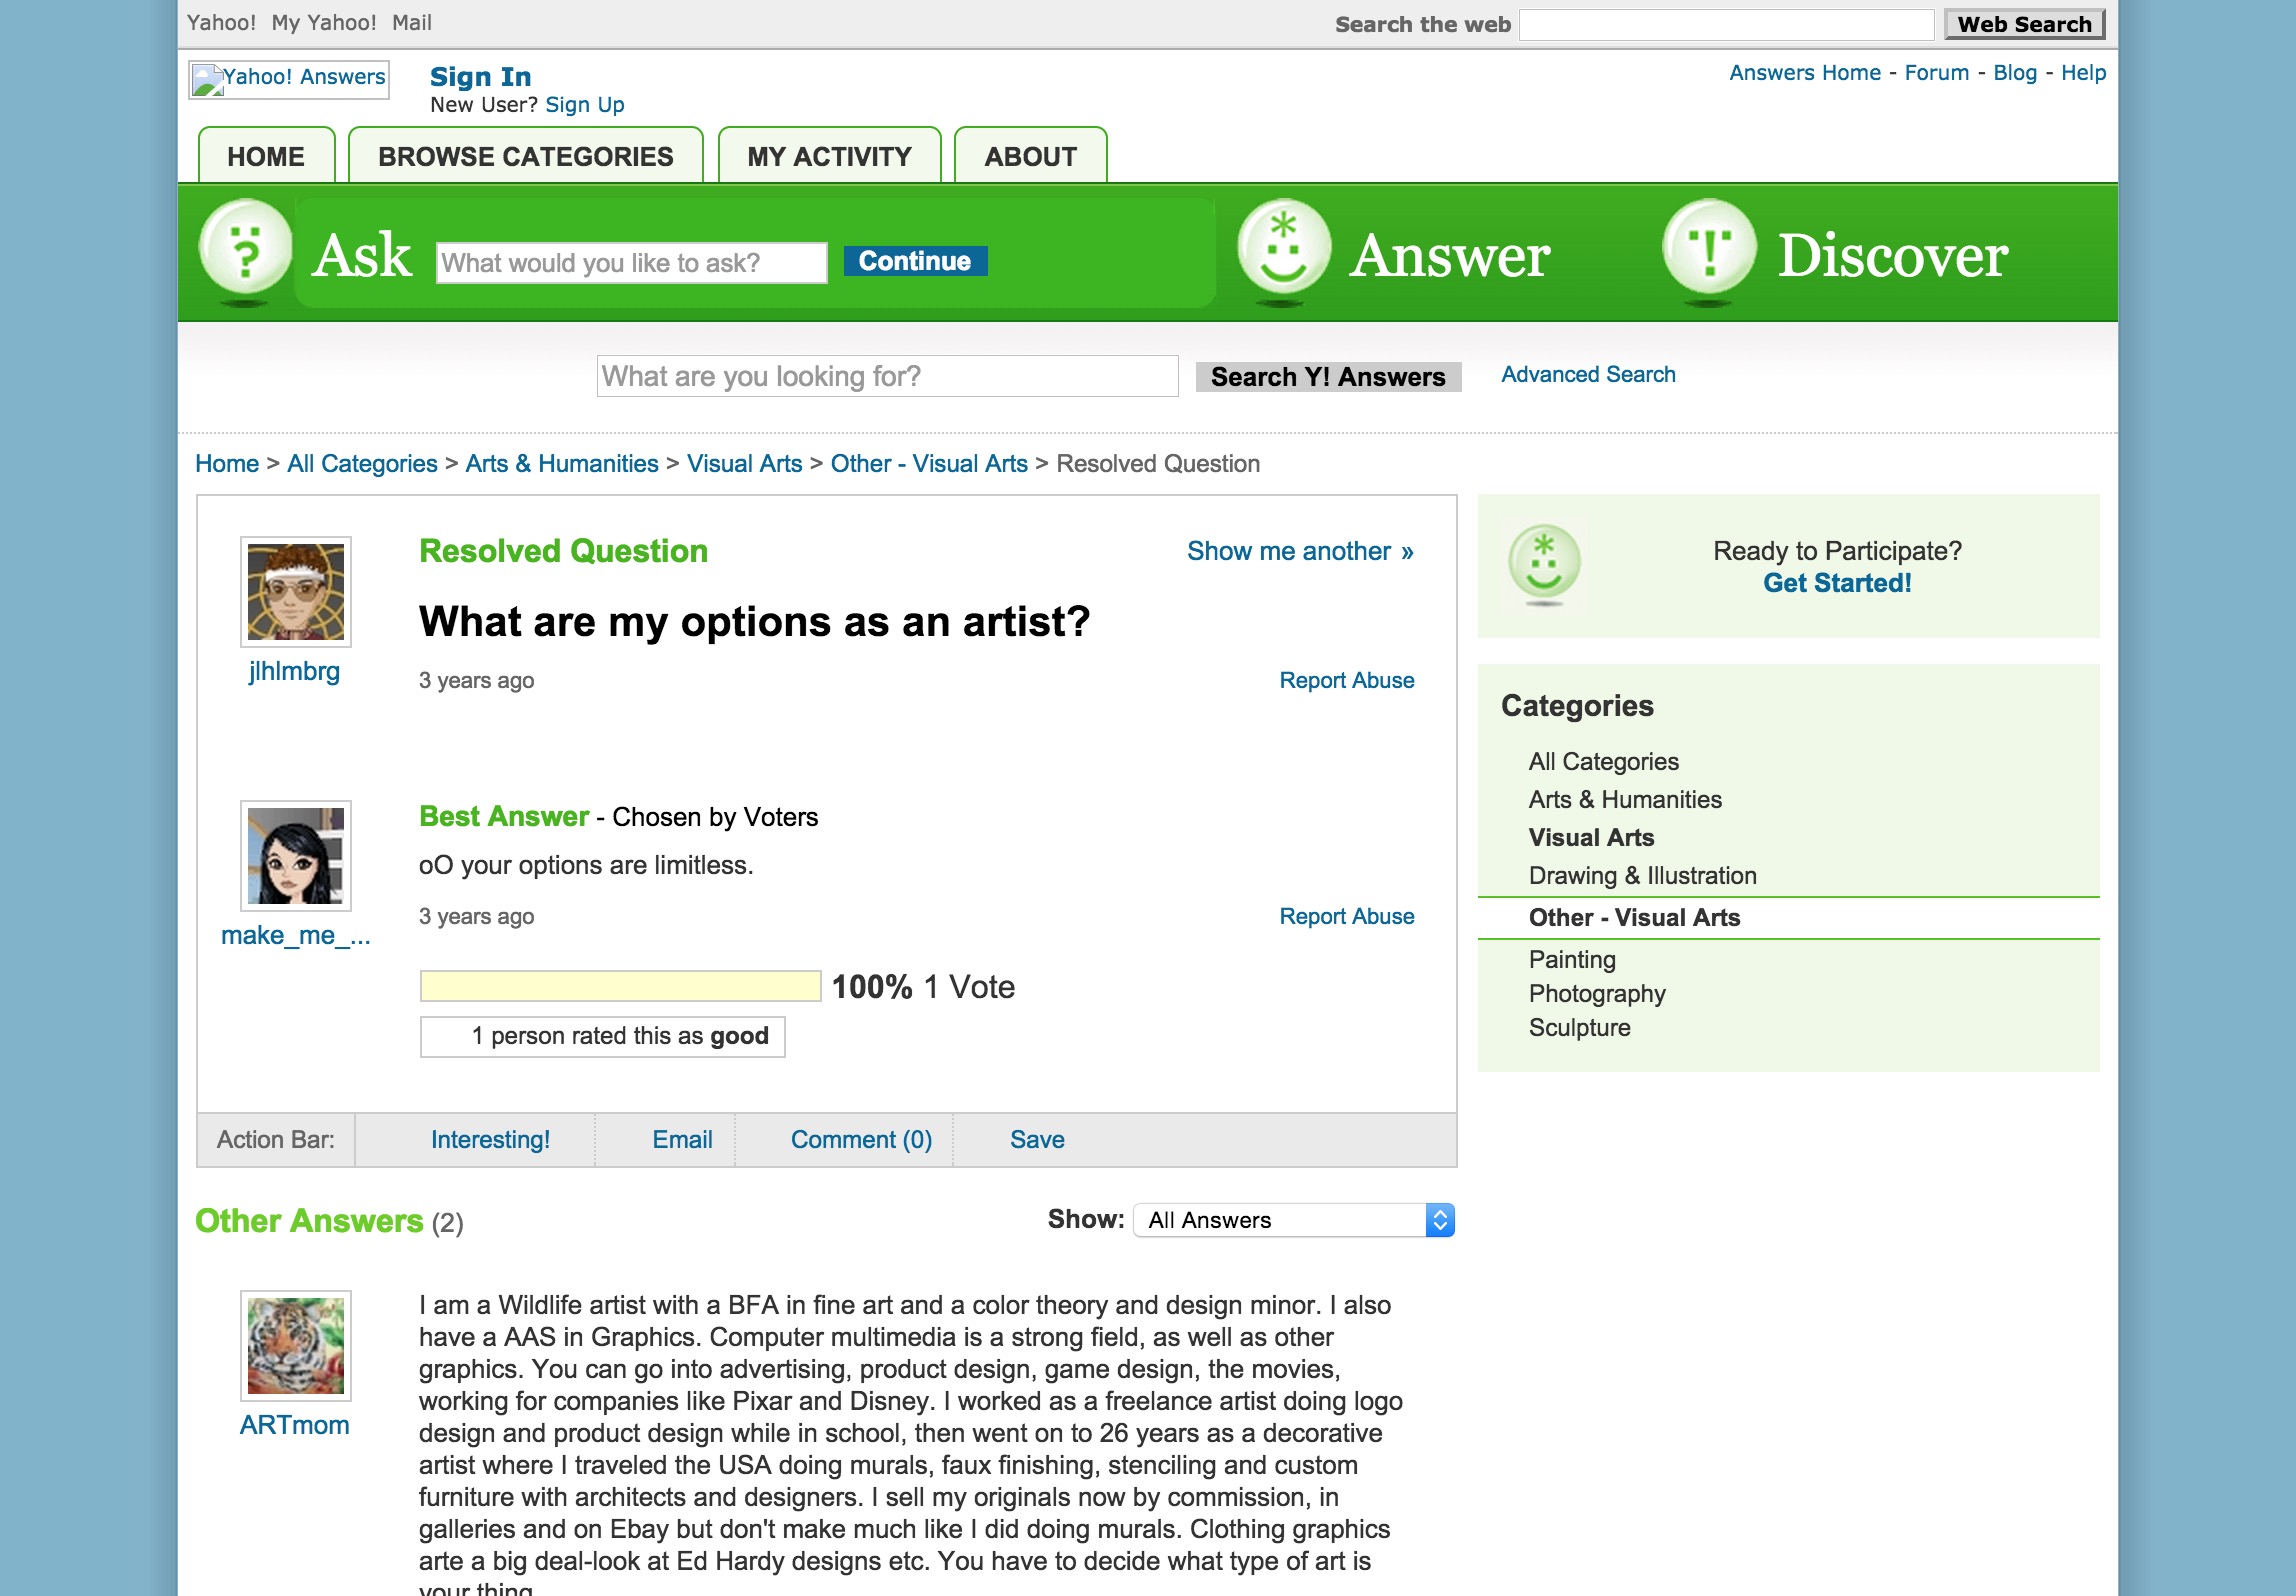 Yahoo! My Yahoo! Mail
Search the web Web Search
Yahoo! Answers
Sign In
New User? Sign Up
Answers Home - Forum - Blog - Help
HOME BROWSE CATEGORIES MY ACTIVITY ABOUT
Ask What would you like to ask? Continue Answer Discover
What are you looking for? Search Y! Answers Advanced Search
Home > All Categories > Arts & Humanities > Visual Arts > Other - Visual Arts > Resolved Question
Resolved Question Show me another »
What are my options as an artist?
jlhlmbrg
3 years ago Report Abuse
Best Answer - Chosen by Voters
oO your options are limitless.
3 years ago Report Abuse
make_me_...
100% 1 Vote
1 person rated this as good
Action Bar: Interesting! Email Comment (0) Save
Ready to Participate?
Get Started!
Categories
All Categories
Arts & Humanities
Visual Arts
Drawing & Illustration
Other - Visual Arts
Painting
Photography
Sculpture
Other Answers (2) Show: All Answers
ARTmom
I am a Wildlife artist with a BFA in fine art and a color theory and design minor. I also
have a AAS in Graphics. Computer multimedia is a strong field, as well as other
graphics. You can go into advertising, product design, game design, the movies,
working for companies like Pixar and Disney. I worked as a freelance artist doing logo
design and product design while in school, then went on to 26 years as a decorative
artist where I traveled the USA doing murals, faux finishing, stenciling and custom
furniture with architects and designers. I sell my originals now by commission, in
galleries and on Ebay but don't make much like I did doing murals. Clothing graphics
arte a big deal-look at Ed Hardy designs etc. You have to decide what type of art is
your thing